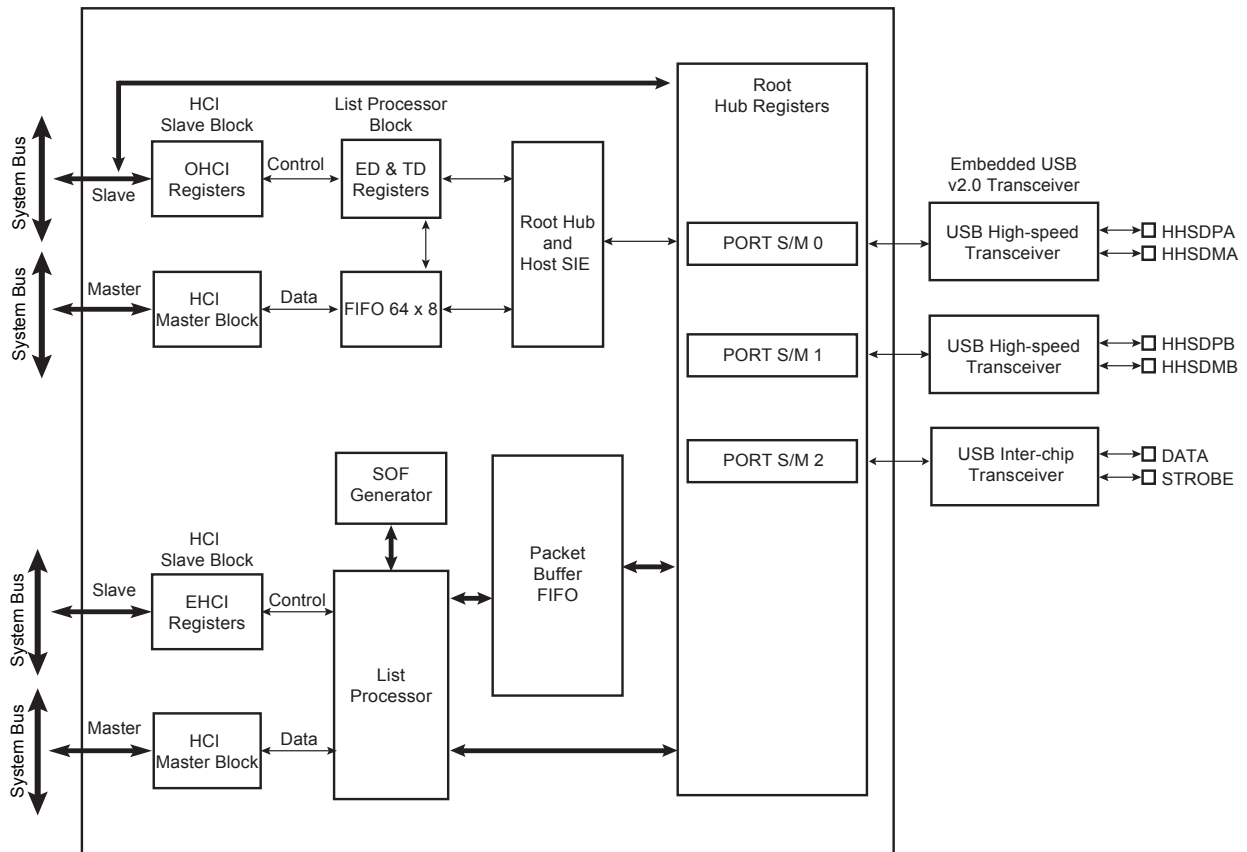 Root
Hub Registers
HCI
Slave Block
List Processor
Block
System Bus
Slave
OHCI
Registers
Control
ED & TD
Registers
Root Hub
and
Host SIE
PORT S/M 0
Embedded USB
v2.0 Transceiver
USB High-speed
Transceiver
HHSDPA
HHSDMA
System Bus
Master
HCI
Master Block
Data
FIFO 64 x 8
PORT S/M 1
USB High-speed
Transceiver
HHSDPB
HHSDMB
PORT S/M 2
USB Inter-chip
Transceiver
DATA
STROBE
SOF
Generator
HCI
Slave Block
System Bus
Slave
EHCI
Registers
Control
Packet
Buffer
FIFO
List
Processor
System Bus
Master
HCI
Master Block
Data